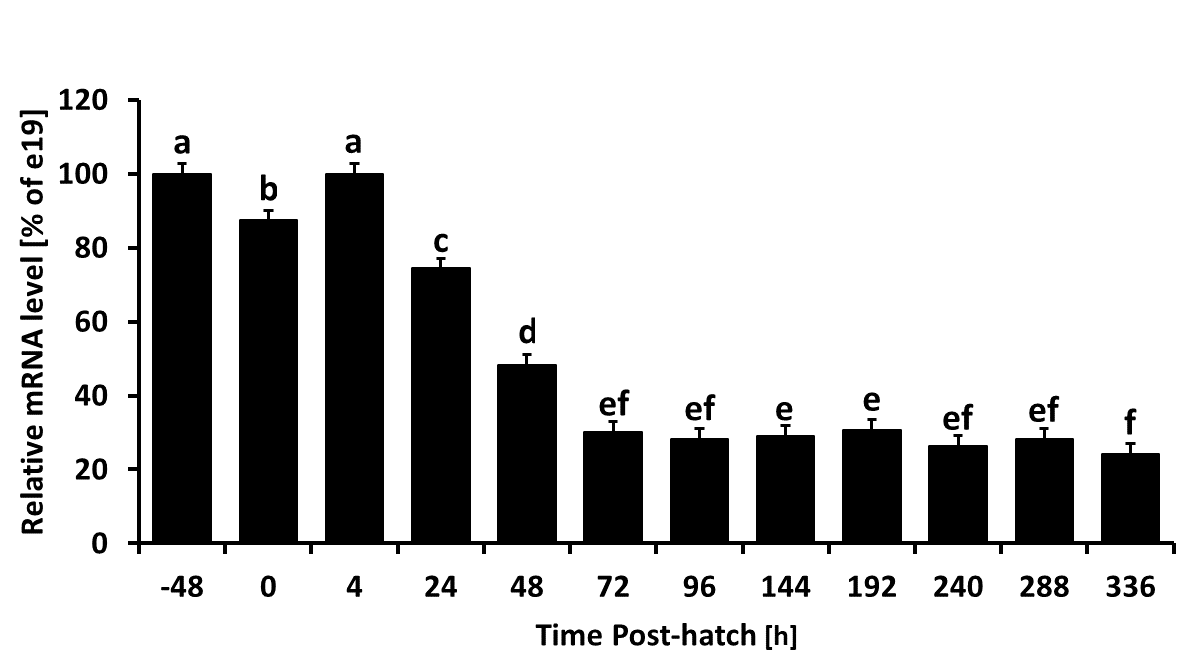 Relative mRNA level [% of e19]
120
100
80
60
40
20
0
a
b
a
c
d
ef
ef
e
e
ef
ef
f
-48 0 4 24 48 72 96 144 192 240 288 336
Time Post-hatch [h]